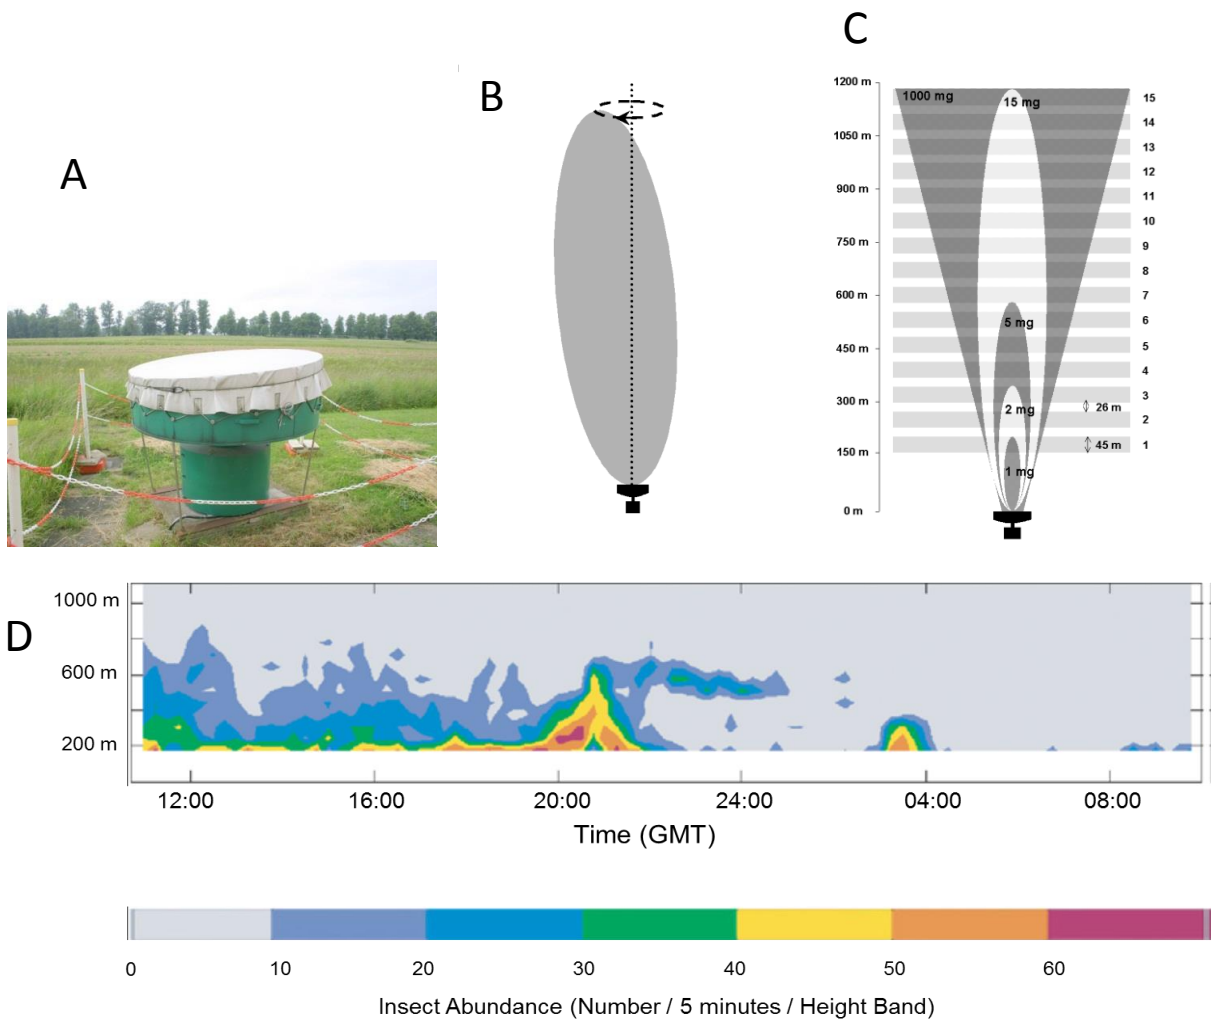 A
B
C
1200 m
1050 m
900 m
750 m
600 m
450 m
300 m
150 m
0 m
1000 mg
15 mg
5 mg
2 mg
1 mg
15
14
13
12
11
10
9
8
7
6
5
4
3
2
1
26 m
45 m
D
1000 m
600 m
200 m
12:00
16:00
20:00
24:00
04:00
08:00
Time (GMT)
0
10
20
30
40
50
60
Insect Abundance (Number / 5 minutes / Height Band)